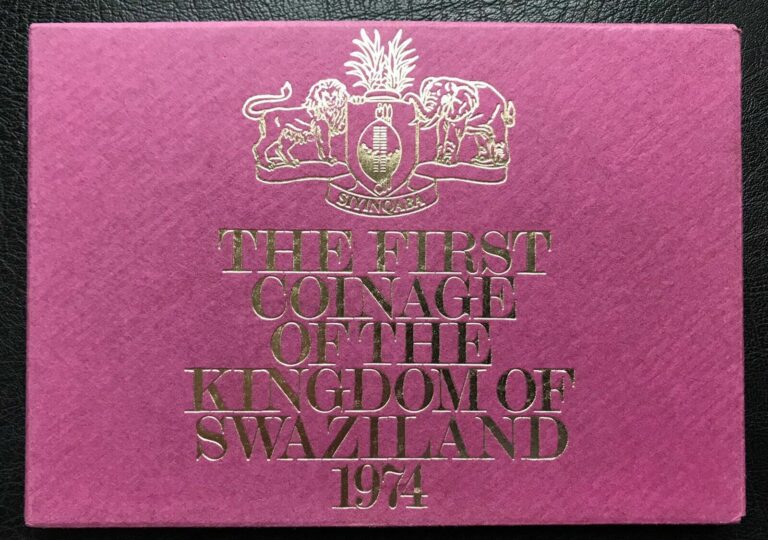 SIYINQABA
THE FIRST
COINAGE
OF THE
KINGDOM OF
SWAZILAND
1974